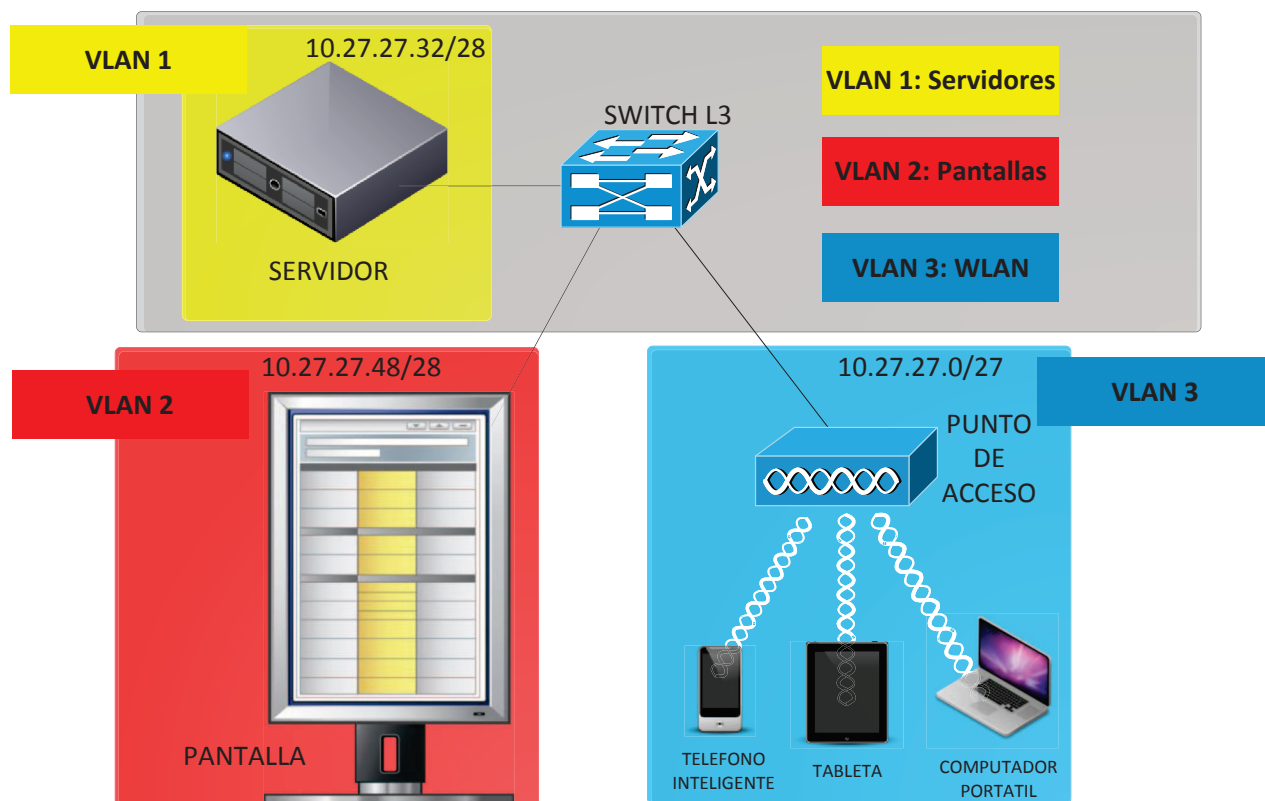 VLAN 1
10.27.27.32/28
SERVIDOR
SWITCH L3
VLAN 1: Servidores
VLAN 2: Pantallas
VLAN 3: WLAN
VLAN 2
10.27.27.48/28
PANTALLA
10.27.27.0/27
VLAN 3
PUNTO
DE
ACCESO
TELEFONO
INTELIGENTE
TABLETA
COMPUTADOR
PORTATIL